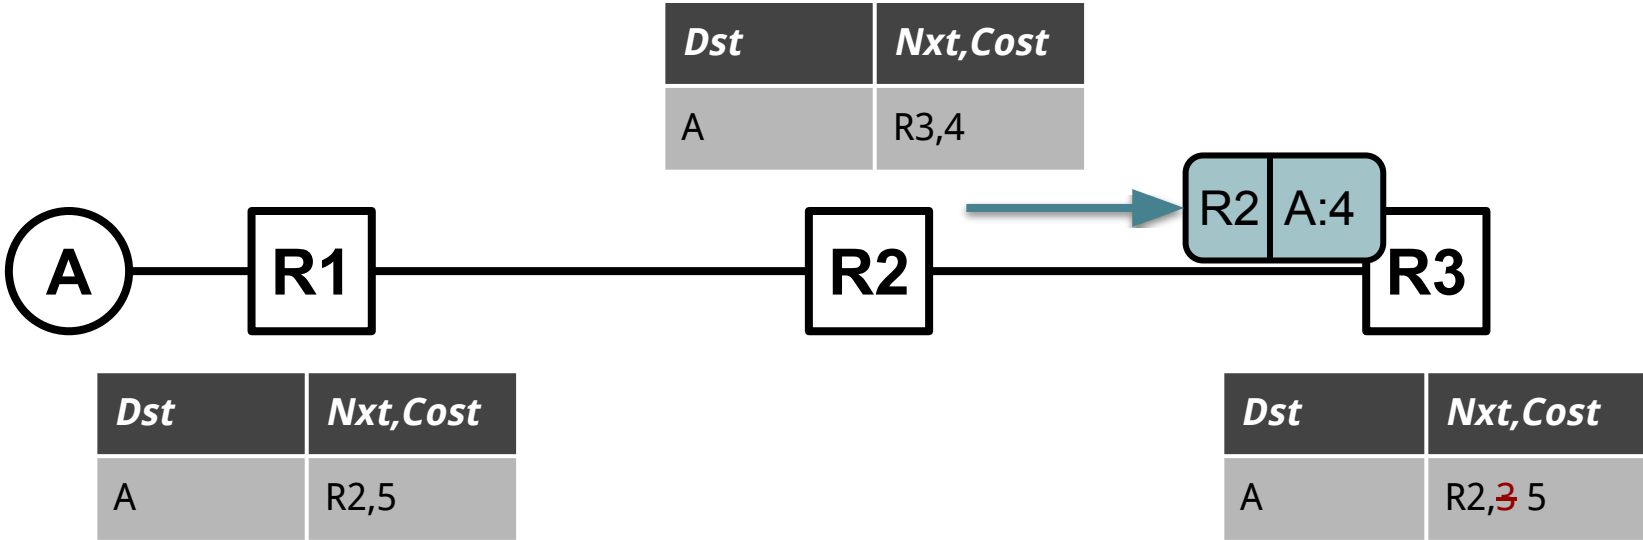 Dst Nxt,Cost
A R3,4
R2 A:4
A R1 R2 R3
Dst Nxt,Cost
A R2,5
Dst Nxt,Cost
A R2,3 5